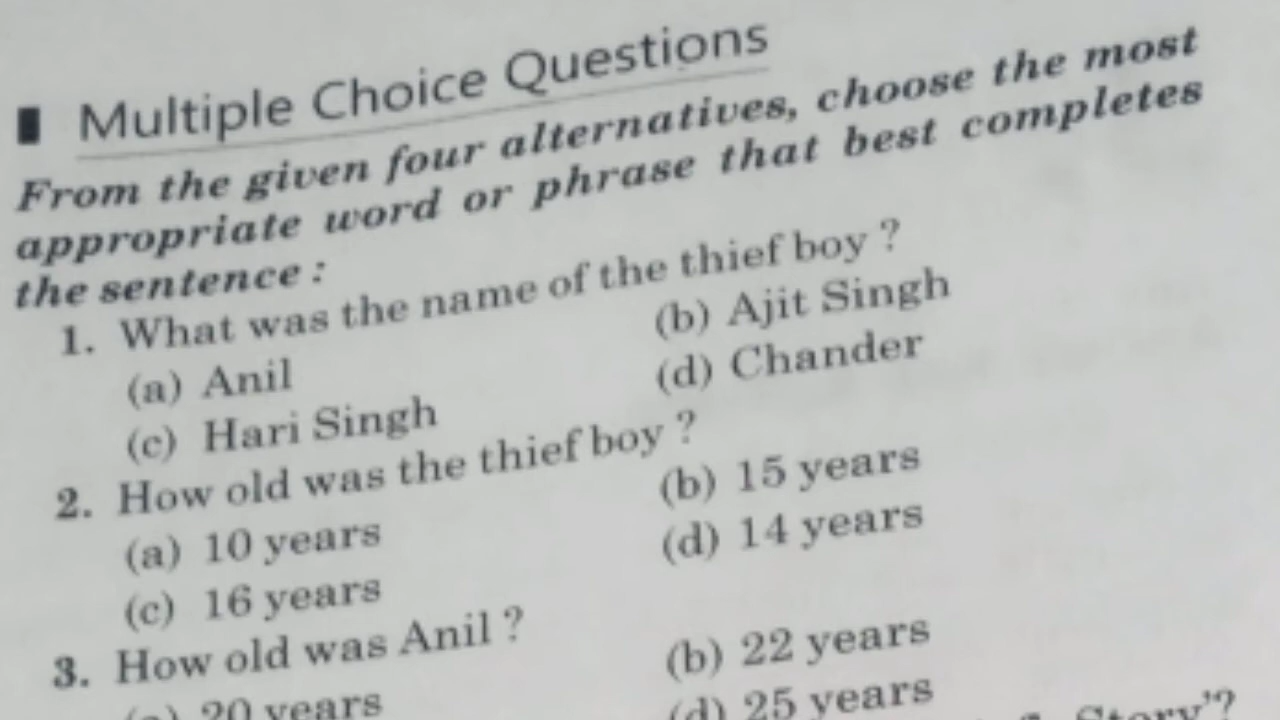 Multiple Choice Questions
From the given four alternatives, choose the most
appropriate word or phrase that best completes
the sentence :
1. What was the name of the thief boy ?
(a) Anil (b) Ajit Singh
(c) Hari Singh (d) Chander
2. How old was the thief boy ?
(a) 10 years (b) 15 years
(c) 16 years (d) 14 years
3. How old was Anil ?
(a) 20 years (b) 22 years
(d) 25 years
Story'?